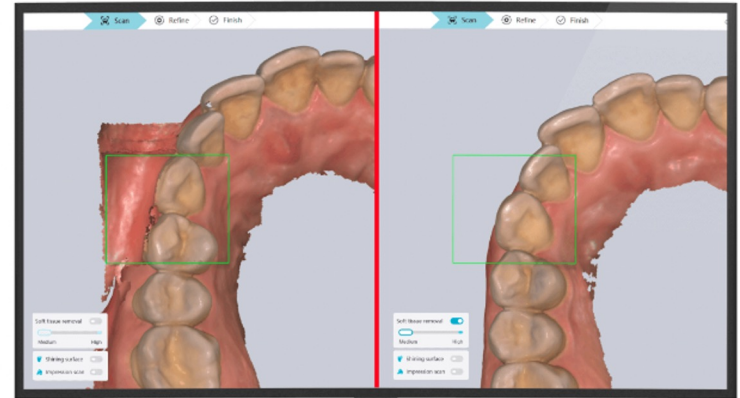 Scan Refine Finish
Soft tissue removal
Medium High
Shining surface
Impression scan
Scan Refine Finish
Soft tissue removal
Medium High
Shining surface
Impression scan